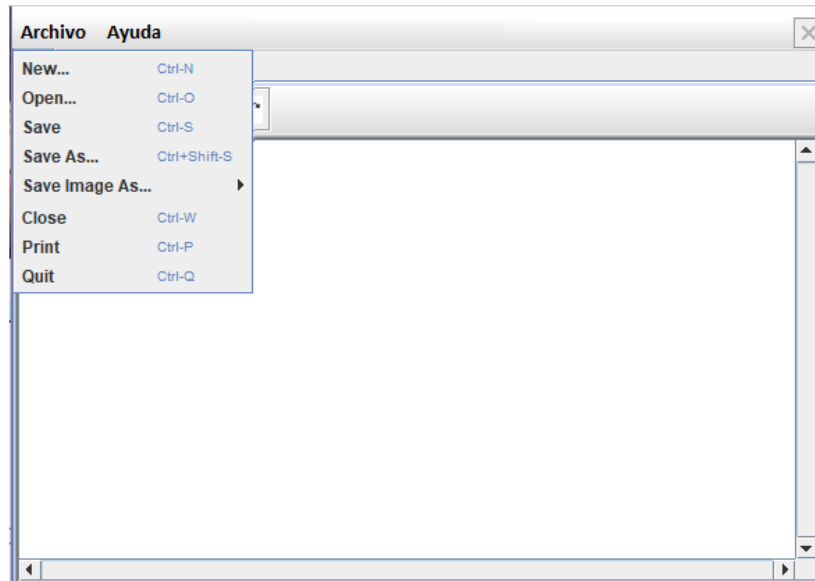 Archivo Ayuda
New... Ctrl-N
Open... Ctrl-O
Save Ctrl-S
Save As... Ctrl+Shift-S
Save Image As...
Close Ctrl-W
Print Ctrl-P
Quit Ctrl-Q